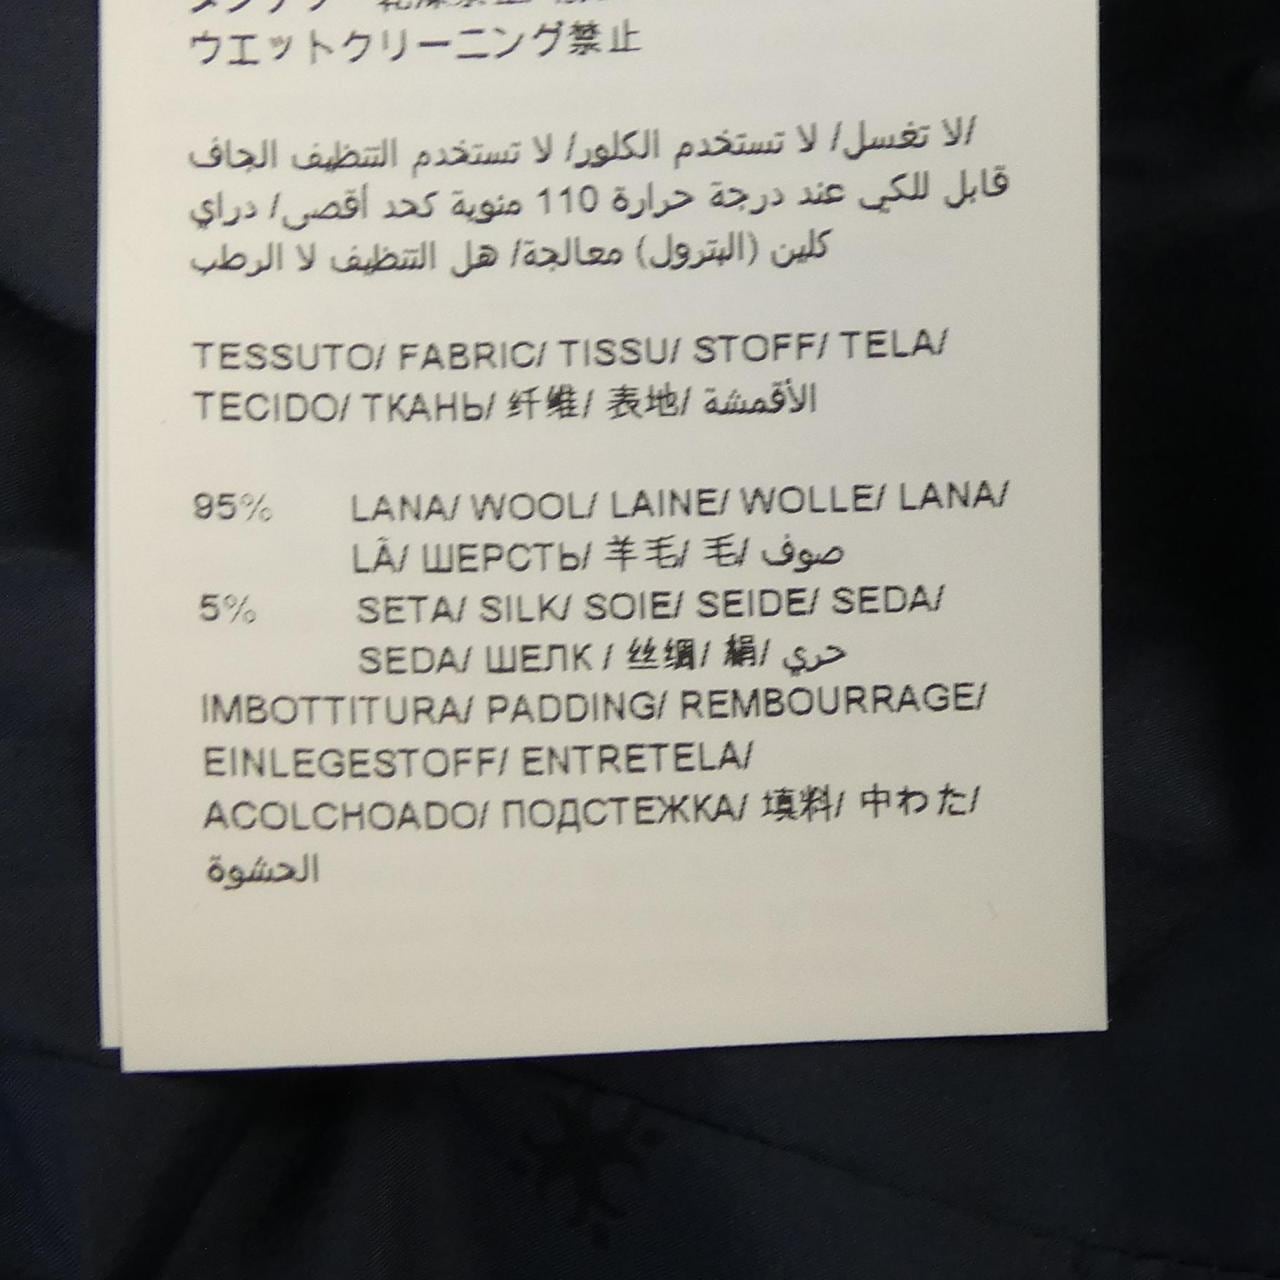 ウエットクリーニング禁止
لا تغسل/ لا تستخدم الكلور/ لا تستخدم التنظيف الجاف/
قابل للكي عند درجة حرارة 110 مئوية كحد أقصى/ دراي
كلين (البترول) معالجة/ هل التنظيف لا الرطب
TESSUTO/ FABRIC/ TISSU/ STOFF/ TELA/
TECIDO/ ТКАНЬ/ 纤维/ 表地/ الأقمشة
95% LANA/ WOOL/ LAINE/ WOLLE/ LANA/
LÃ/ ШЕРСТЬ/ 羊毛/ 毛/ صوف
5% SETA/ SILK/ SOIE/ SEIDE/ SEDA/
SEDA/ ШЕЛК / 丝绸/ 絹/ حري
IMBOTTITURA/ PADDING/ REMBOURRAGE/
EINLEGESTOFF/ ENTRETELA/
ACOLCHOADO/ ПОДСТЕЖКА/ 填料/ 中わた/
الحشوة